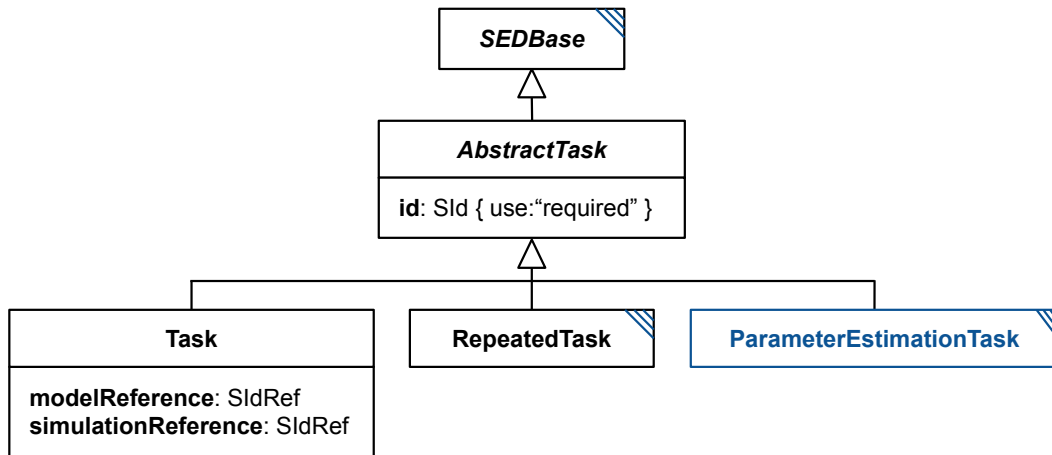 SEDBase
AbstractTask
id: SId { use:“required” }
Task
RepeatedTask
ParameterEstimationTask
modelReference: SIdRef
simulationReference: SIdRef